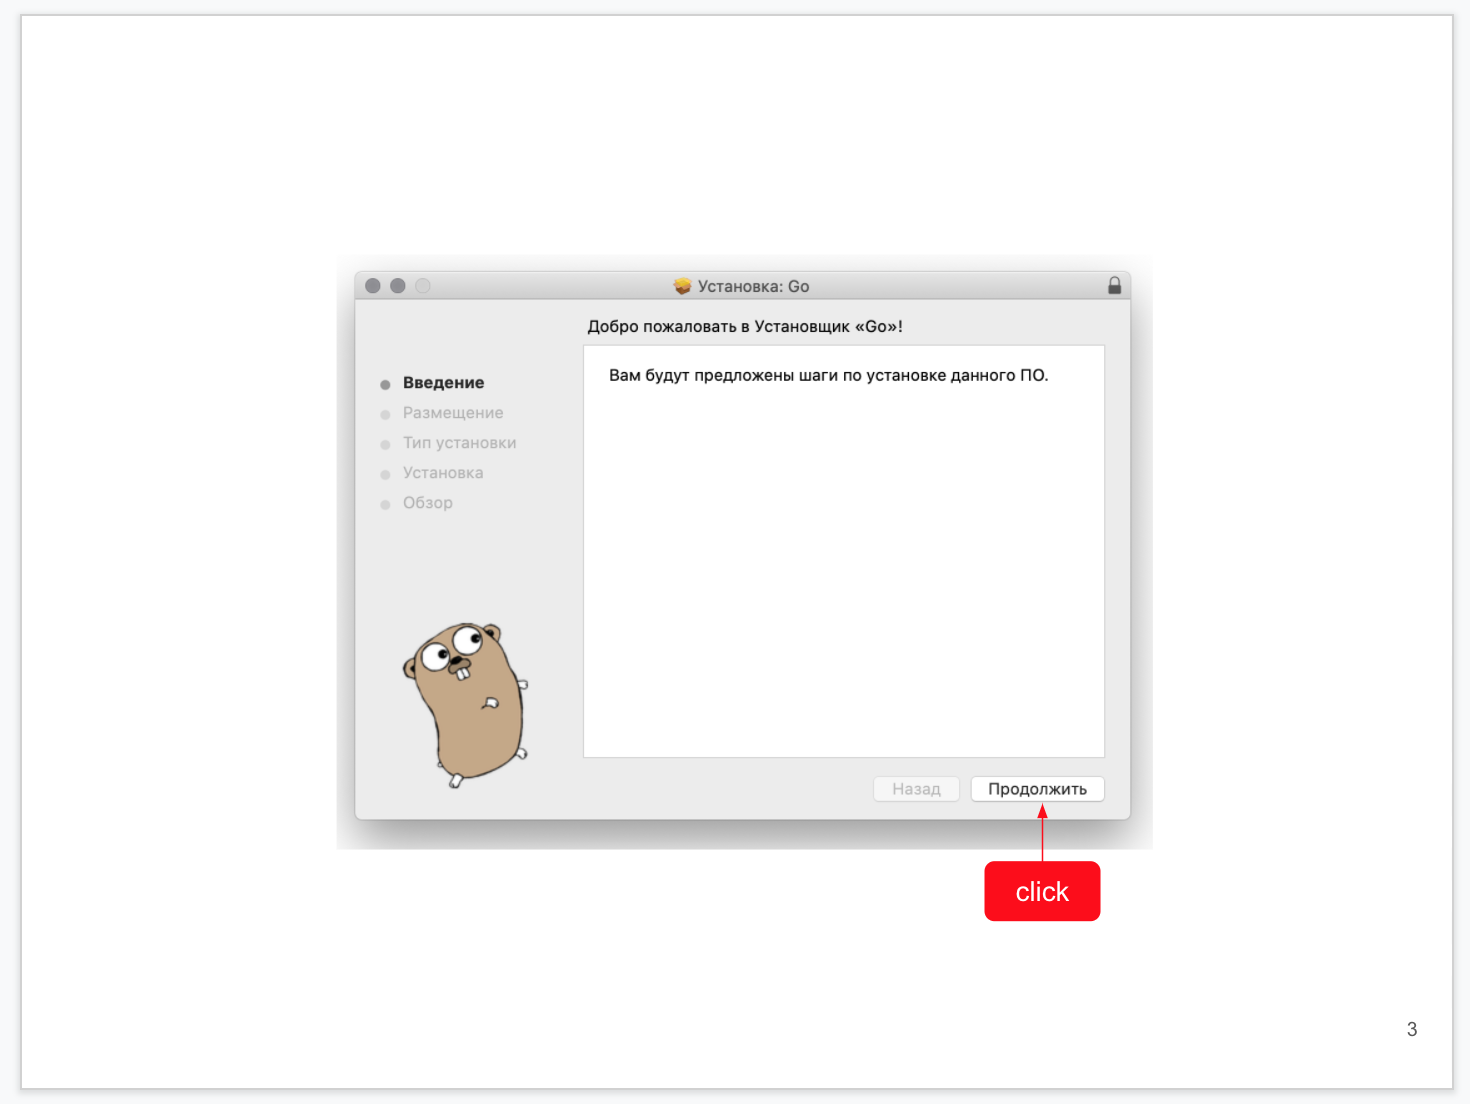 Установка: Go
Добро пожаловать в Установщик «Go»!
Введение
Размещение
Тип установки
Установка
Обзор
Вам будут предложены шаги по установке данного ПО.
Назад
Продолжить
click
3